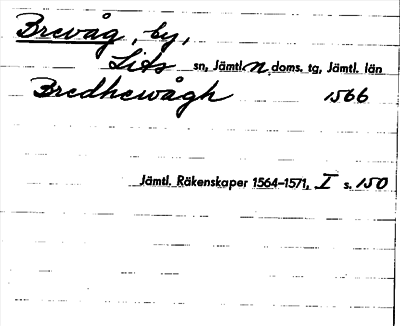 Brevåg, by,
Lits sn, Jämtl. n. doms. tg, Jämtl. län
Bredhewågh 1566
Jämtl. Räkenskaper 1564–1571, I s. 150